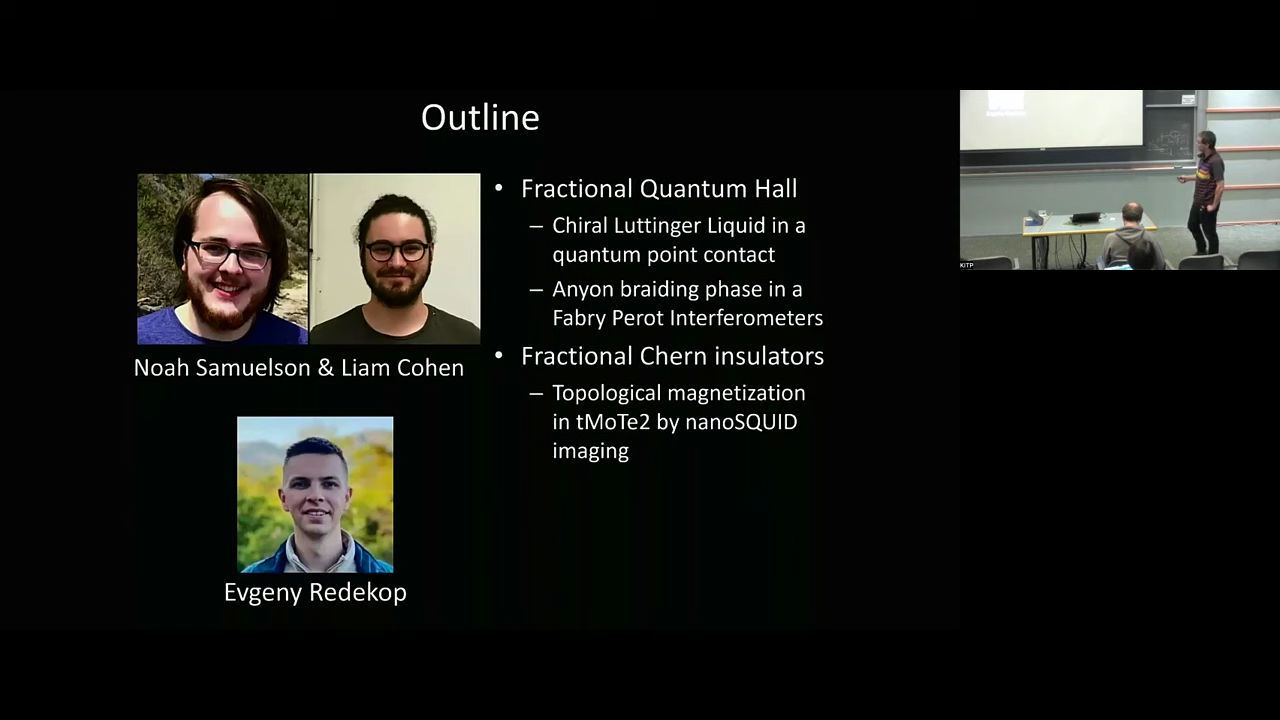 Outline
Noah Samuelson & Liam Cohen
Evgeny Redekop
• Fractional Quantum Hall
– Chiral Luttinger Liquid in a
quantum point contact
– Anyon braiding phase in a
Fabry Perot Interferometers
• Fractional Chern insulators
– Topological magnetization
in tMoTe2 by nanoSQUID
imaging
KITP